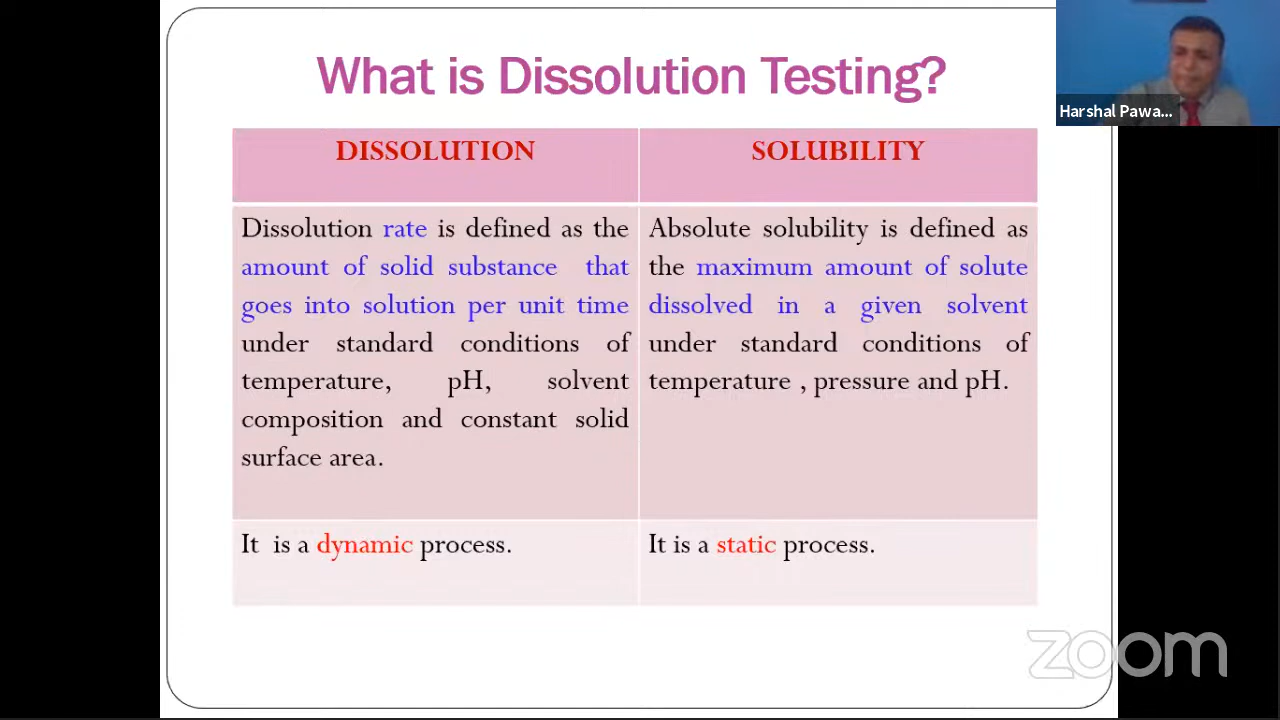 What is Dissolution Testing?
Harshal Pawa...
DISSOLUTION
SOLUBILITY
Dissolution rate is defined as the
amount of solid substance that
goes into solution per unit time
under standard conditions of
temperature, pH, solvent
composition and constant solid
surface area.
Absolute solubility is defined as
the maximum amount of solute
dissolved in a given solvent
under standard conditions of
temperature , pressure and pH.
It is a dynamic process.
It is a static process.
zoom